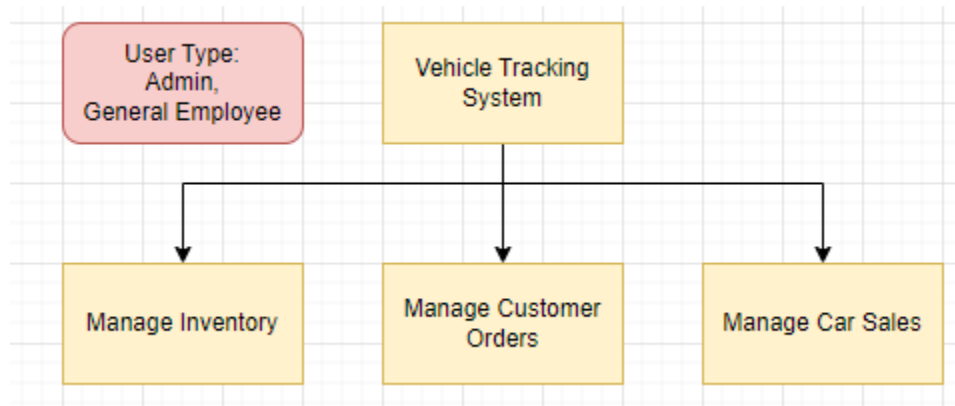 User Type:
Admin,
General Employee
Vehicle Tracking
System
Manage Inventory
Manage Customer
Orders
Manage Car Sales